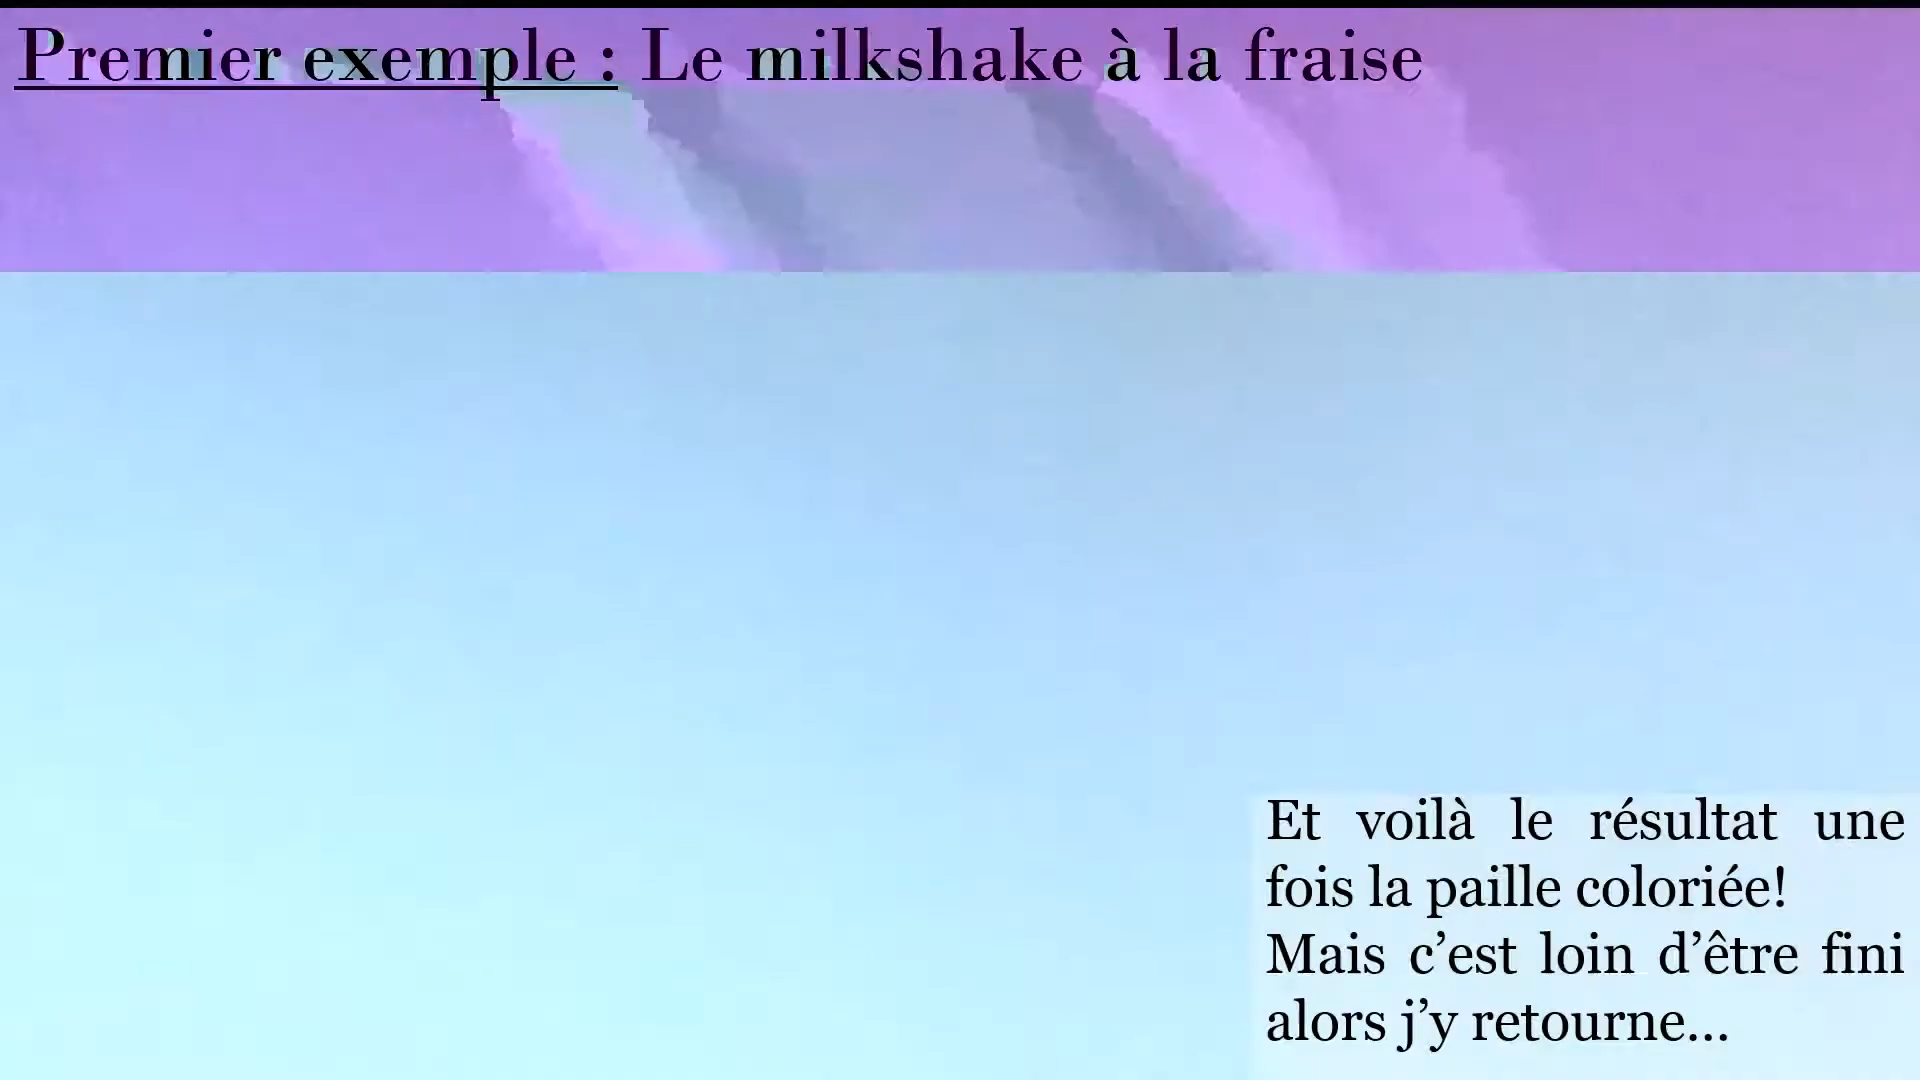 Premier exemple : Le milkshake à la fraise
Et voilà le résultat une
fois la paille coloriée!
Mais c’est loin d’être fini
alors j’y retourne...